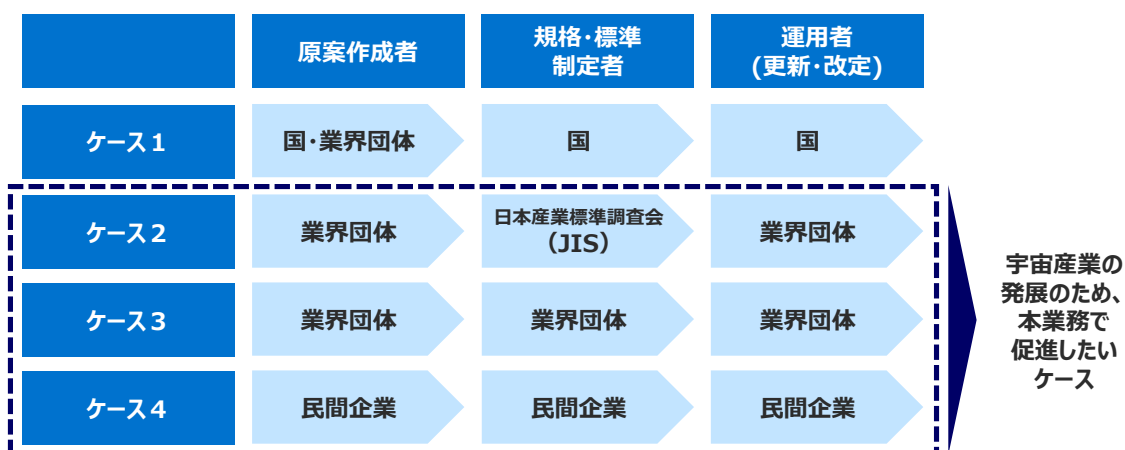 原案作成者
規格・標準
制定者
運用者
(更新・改定)
ケース１
国・業界団体
国
国
ケース２
業界団体
日本産業標準調査会
（JIS）
業界団体
ケース３
業界団体
業界団体
業界団体
ケース４
民間企業
民間企業
民間企業
宇宙産業の
発展のため、
本業務で
促進したい
ケース